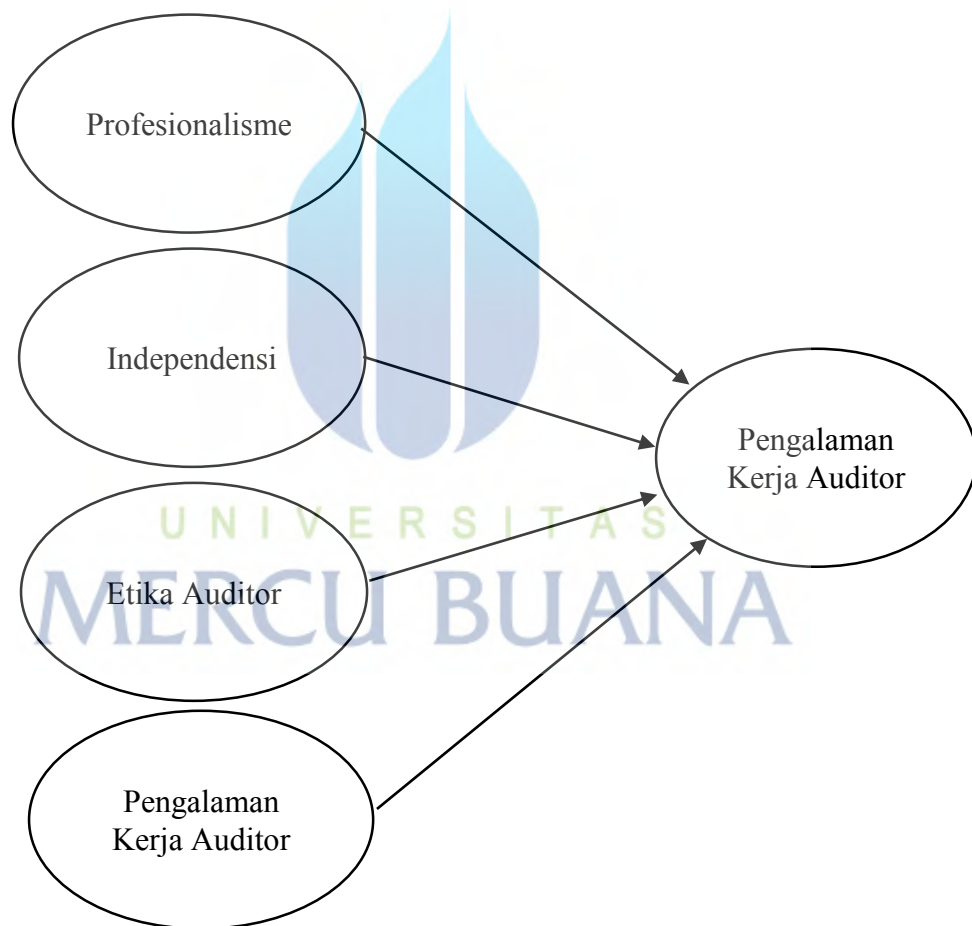 Profesionalisme
Independensi
Pengalaman
Kerja Auditor
UNIVERSITAS
Etika Auditor
MERCU BUANA
Pengalaman
Kerja Auditor